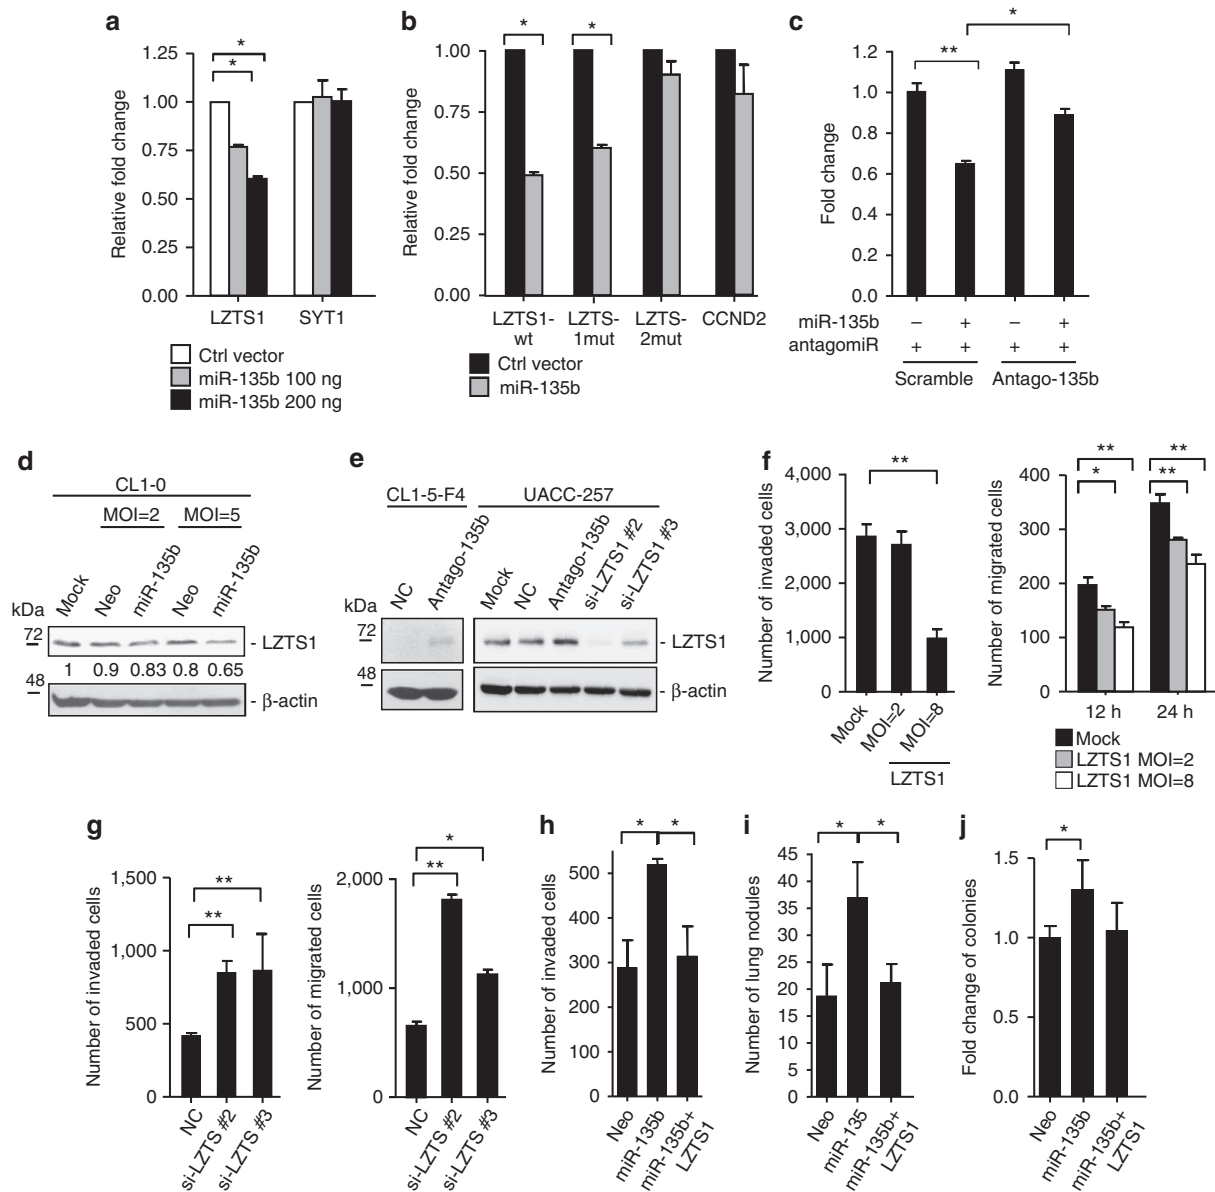 a
*
*
1.25
1.00
0.75
0.50
0.25
0.00
Relative fold change
LZTS1
SYT1
Ctrl vector
miR-135b 100 ng
miR-135b 200 ng
b
*
*
1.00
0.75
0.50
0.25
0.00
Relative fold change
LZTS1-
wt
LZTS-
1mut
LZTS-
2mut
CCND2
Ctrl vector
miR-135b
c
*
**
1.2
1.0
0.8
0.6
0.4
0.2
0.0
Fold change
miR-135b − + − +
antagomiR + + + +
Scramble Antago-135b
d
CL1-0
MOI=2 MOI=5
Mock Neo miR-135b Neo miR-135b
kDa
72
- LZTS1
1 0.9 0.83 0.8 0.65
48
- β-actin
e
CL1-5-F4 UACC-257
NC Antago-135b Mock NC Antago-135b si-LZTS1 #2 si-LZTS1 #3
kDa
72
- LZTS1
48
- β-actin
f
**
4,000
3,000
2,000
1,000
0
Number of invaded cells
Mock MOI=2 MOI=8
LZTS1
** **
* **
400
300
200
100
0
Number of migrated cells
12 h 24 h
Mock
LZTS1 MOI=2
LZTS1 MOI=8
g
**
**
1,500
1,000
500
0
Number of invaded cells
NC si-LZTS #2 si-LZTS #3
*
**
2,000
1,000
0
Number of migrated cells
NC si-LZTS #2 si-LZTS #3
h
* *
500
400
300
200
100
0
Number of invaded cells
Neo miR-135b miR-135b+
LZTS1
i
* *
45
40
35
30
25
20
15
10
5
0
Number of lung nodules
Neo miR-135 miR-135b+
LZTS1
j
*
1.5
1.0
0.5
0.0
Fold change of colonies
Neo miR-135b miR-135b+
LZTS1